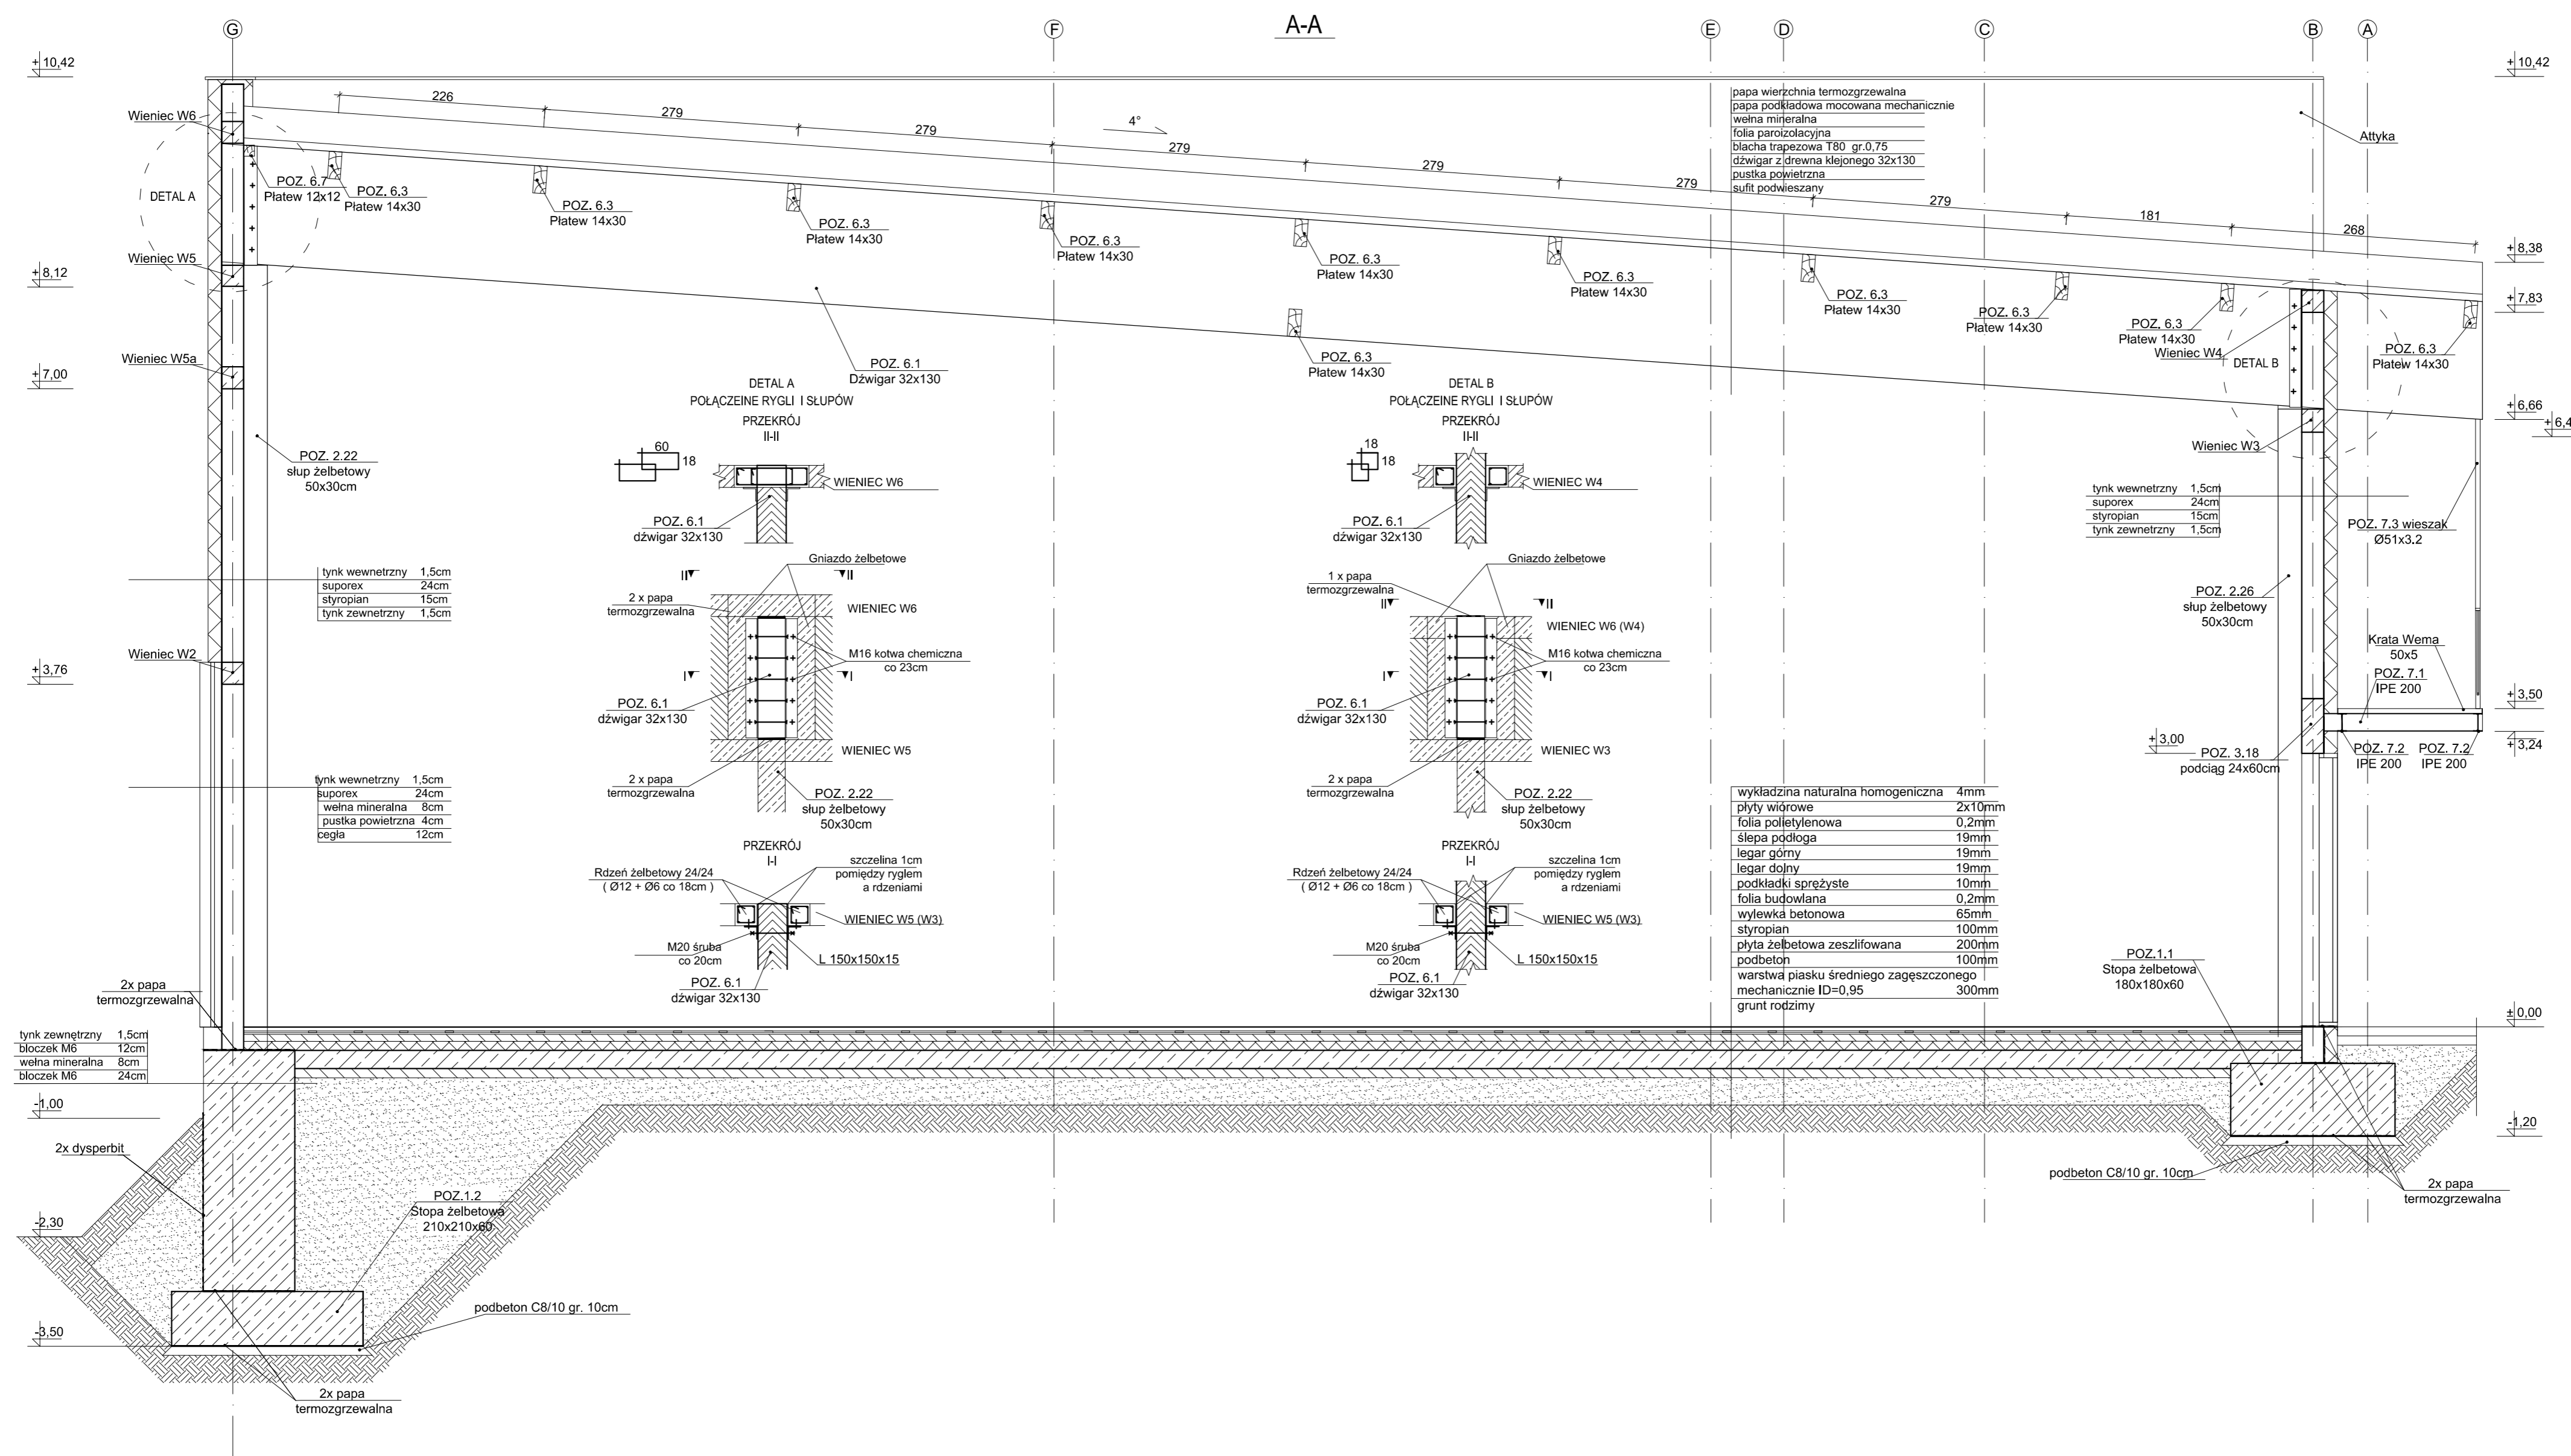 A-A
G
F
E
D
C
B
A
+ 10,42
+ 8,12
+ 7,00
+ 3,76
-1,00
-2,30
-3,50
Wieniec W6
DETAL A
Wieniec W5
Wieniec W5a
Wieniec W2
226
279
279
279
279
279
279
181
268
4°
POZ. 6.7
Płatew 12x12
POZ. 6.3
Płatew 14x30
POZ. 6.3
Płatew 14x30
POZ. 6.3
Płatew 14x30
POZ. 6.3
Płatew 14x30
POZ. 6.3
Płatew 14x30
POZ. 6.3
Płatew 14x30
POZ. 6.3
Płatew 14x30
POZ. 6.3
Płatew 14x30
POZ. 6.3
Płatew 14x30
POZ. 6.3
Płatew 14x30
POZ. 6.3
Płatew 14x30
POZ. 6.1
Dźwigar 32x130
papa wierzchnia termozgrzewalna
papa podkładowa mocowana mechanicznie
wełna mineralna
folia paroizolacyjna
blacha trapezowa T80 gr.0,75
dźwigar z drewna klejonego 32x130
pustka powietrzna
sufit podwieszany
Attyka
+ 10,42
+ 8,38
+ 7,83
+ 6,66
+ 6,4
+ 3,50
+ 3,24
+ 3,00
± 0,00
-1,20
Wieniec W4
DETAL B
Wieniec W3
POZ. 2.22
słup żelbetowy
50x30cm
tynk wewnetrzny 1,5cm
suporex 24cm
styropian 15cm
tynk zewnetrzny 1,5cm
tynk wewnetrzny 1,5cm
suporex 24cm
wełna mineralna 8cm
pustka powietrzna 4cm
cegła 12cm
DETAL A
POŁĄCZEINE RYGLI I SŁUPÓW
PRZEKRÓJ
II-II
60
18
WIENIEC W6
POZ. 6.1
dźwigar 32x130
Gniazdo żelbetowe
II
II
2 x papa
termozgrzewalna
WIENIEC W6
M16 kotwa chemiczna
co 23cm
I
I
POZ. 6.1
dźwigar 32x130
WIENIEC W5
2 x papa
termozgrzewalna
POZ. 2.22
słup żelbetowy
50x30cm
PRZEKRÓJ
I-I
Rdzeń żelbetowy 24/24
( Ø12 + Ø6 co 18cm )
szczelina 1cm
pomiędzy ryglem
a rdzeniami
WIENIEC W5 (W3)
M20 śruba
co 20cm
L 150x150x15
POZ. 6.1
dźwigar 32x130
DETAL B
POŁĄCZEINE RYGLI I SŁUPÓW
PRZEKRÓJ
II-II
18
18
WIENIEC W4
POZ. 6.1
dźwigar 32x130
Gniazdo żelbetowe
1 x papa
termozgrzewalna
II
II
WIENIEC W6 (W4)
M16 kotwa chemiczna
co 23cm
I
I
POZ. 6.1
dźwigar 32x130
WIENIEC W3
2 x papa
termozgrzewalna
POZ. 2.22
słup żelbetowy
50x30cm
PRZEKRÓJ
I-I
Rdzeń żelbetowy 24/24
( Ø12 + Ø6 co 18cm )
szczelina 1cm
pomiędzy ryglem
a rdzeniami
WIENIEC W5 (W3)
M20 śruba
co 20cm
L 150x150x15
POZ. 6.1
dźwigar 32x130
tynk wewnetrzny 1,5cm
suporex 24cm
styropian 15cm
tynk zewnetrzny 1,5cm
POZ. 7.3 wieszak
Ø51x3.2
POZ. 2.26
słup żelbetowy
50x30cm
Krata Wema
50x5
POZ. 7.1
IPE 200
POZ. 7.2
IPE 200
POZ. 7.2
IPE 200
POZ. 3.18
podciąg 24x60cm
wykładzina naturalna homogeniczna 4mm
płyty wiórowe 2x10mm
folia polietylenowa 0,2mm
ślepa podłoga 19mm
legar górny 19mm
legar dolny 19mm
podkładki sprężyste 10mm
folia budowlana 0,2mm
wylewka betonowa 65mm
styropian 100mm
płyta żelbetowa zeszlifowana 200mm
podbeton 100mm
warstwa piasku średniego zagęszczonego
mechanicznie ID=0,95 300mm
grunt rodzimy
POZ.1.1
Stopa żelbetowa
180x180x60
2x papa
termozgrzewalna
tynk zewnętrzny 1,5cm
bloczek M6 12cm
wełna mineralna 8cm
bloczek M6 24cm
2x dysperbit
POZ.1.2
Stopa żelbetowa
210x210x60
podbeton C8/10 gr. 10cm
2x papa
termozgrzewalna
podbeton C8/10 gr. 10cm
2x papa
termozgrzewalna